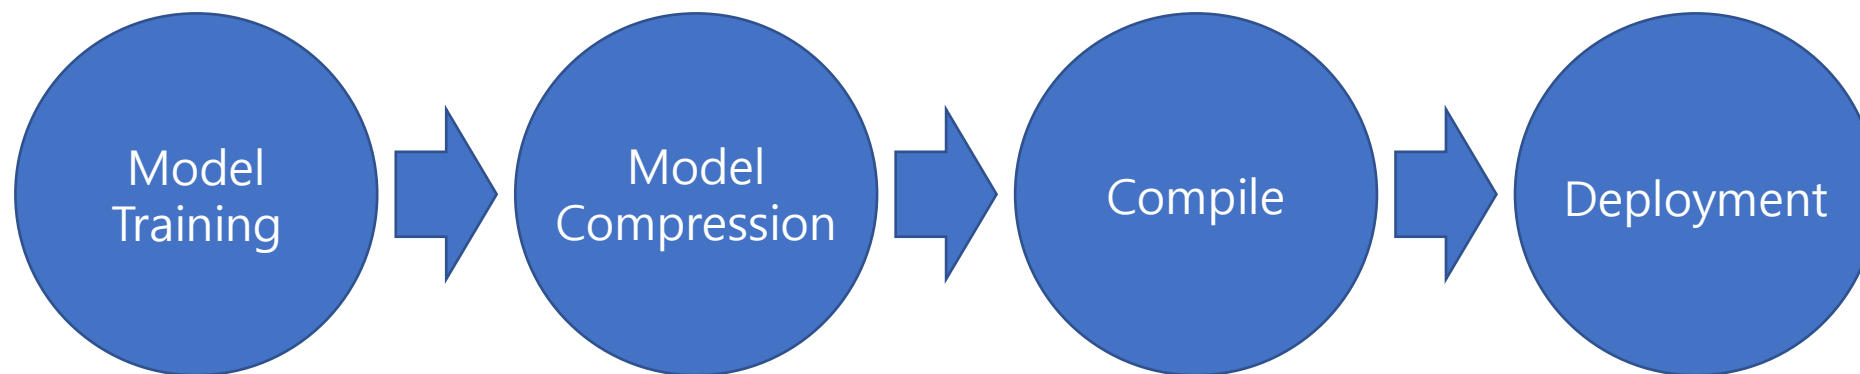 Model
Training
Model
Compression
Compile
Deployment